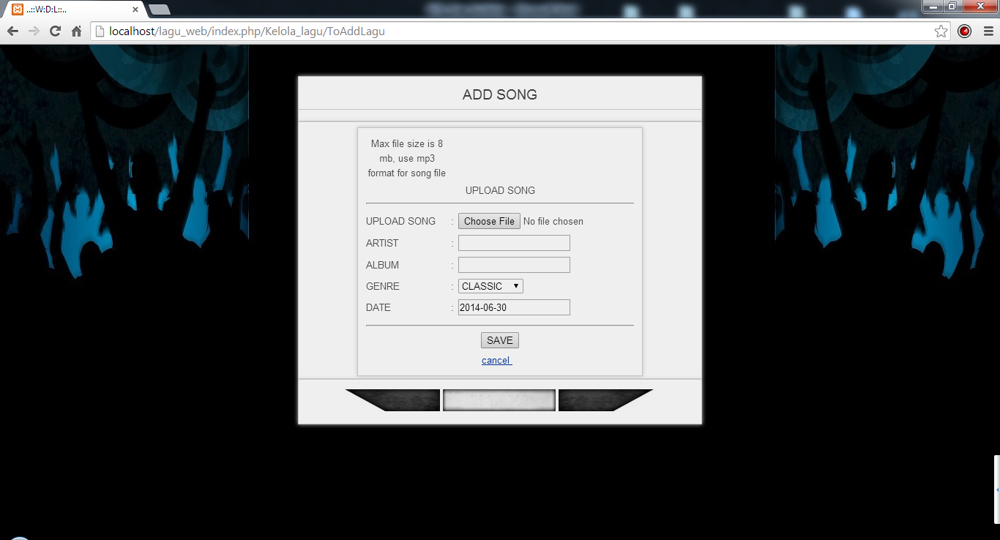 ..::W:D:L::..
localhost/lagu_web/index.php/Kelola_lagu/ToAddLagu
ADD SONG
Max file size is 8
mb, use mp3
format for song file
UPLOAD SONG
UPLOAD SONG : Choose File No file chosen
ARTIST :
ALBUM :
GENRE : CLASSIC
DATE : 2014-06-30
SAVE
cancel